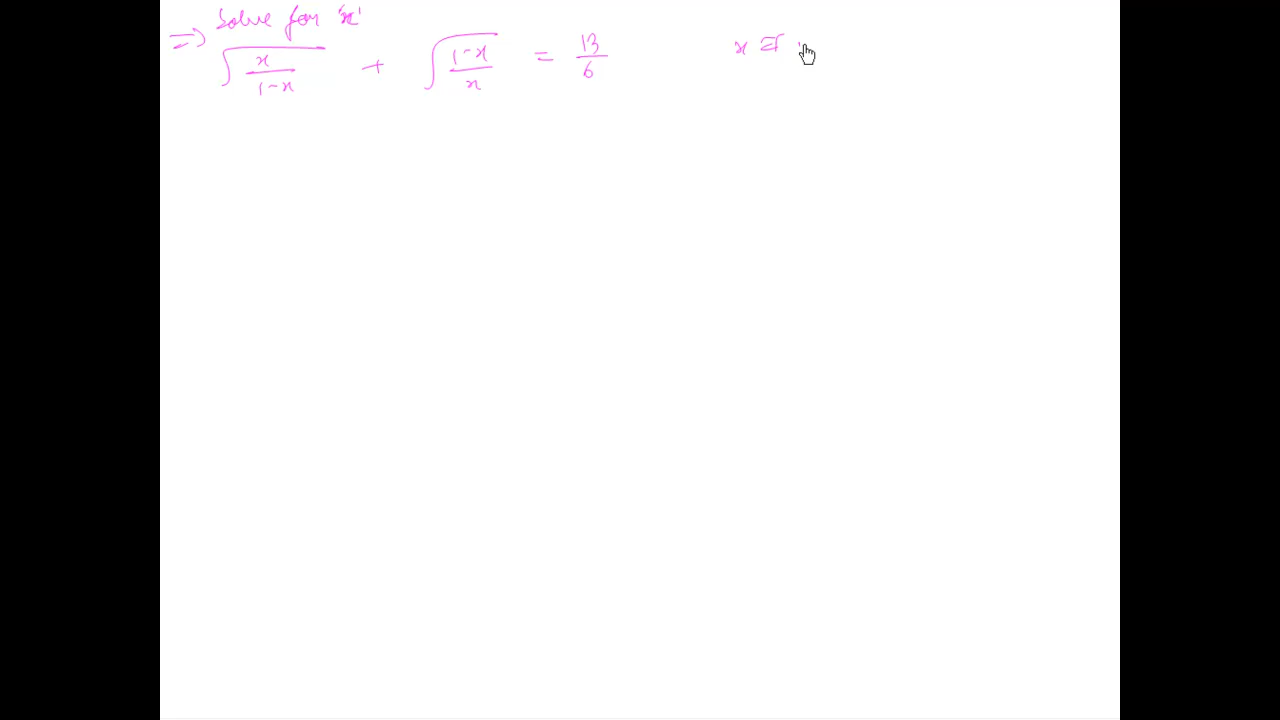 => Solve for 'x'
√(x/(1-x)) + √((1-x)/x) = 13/6
x